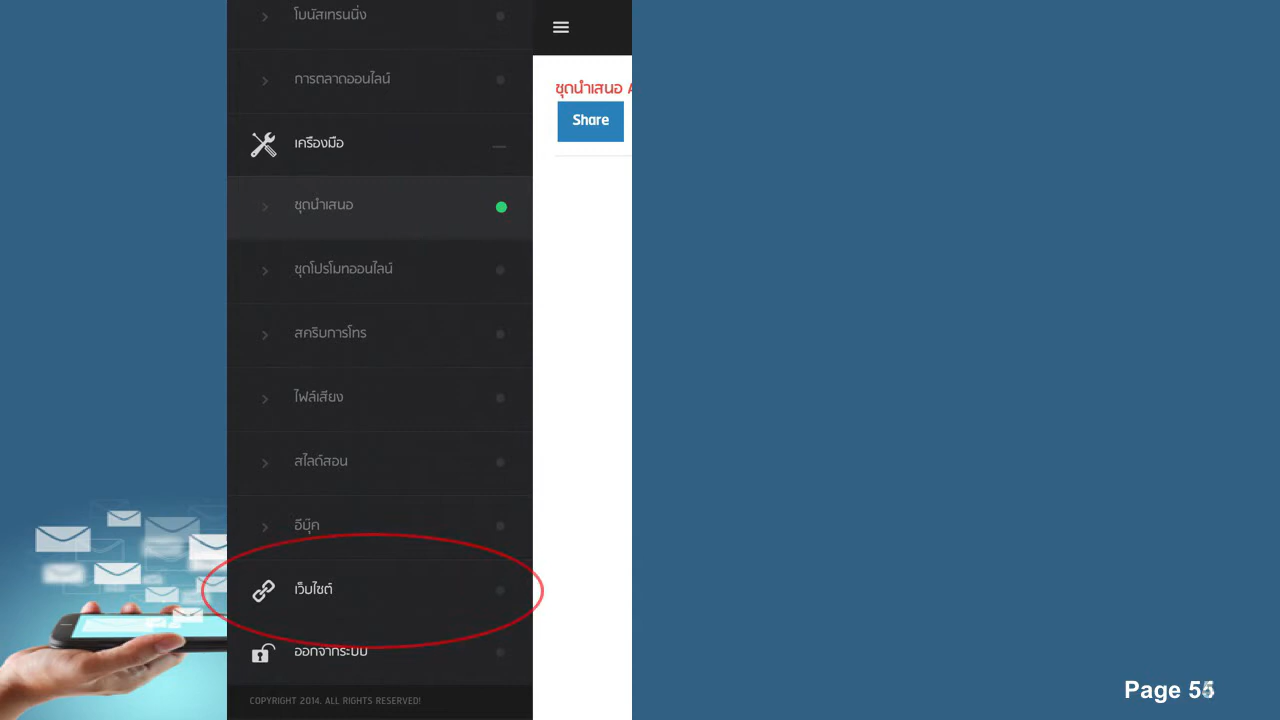 โบนัสเทรนนิ่ง
การตลาดออนไลน์
เครื่องมือ
ชุดนำเสนอ
ชุดโปรโมทออนไลน์
สคริบการโทร
ไฟล์เสียง
สไลด์สอน
อีบุ๊ค
เว็บไซต์
ออกจากระบบ
COPYRIGHT 2014. ALL RIGHTS RESERVED!
ชุดนำเสนอ
Share
Page